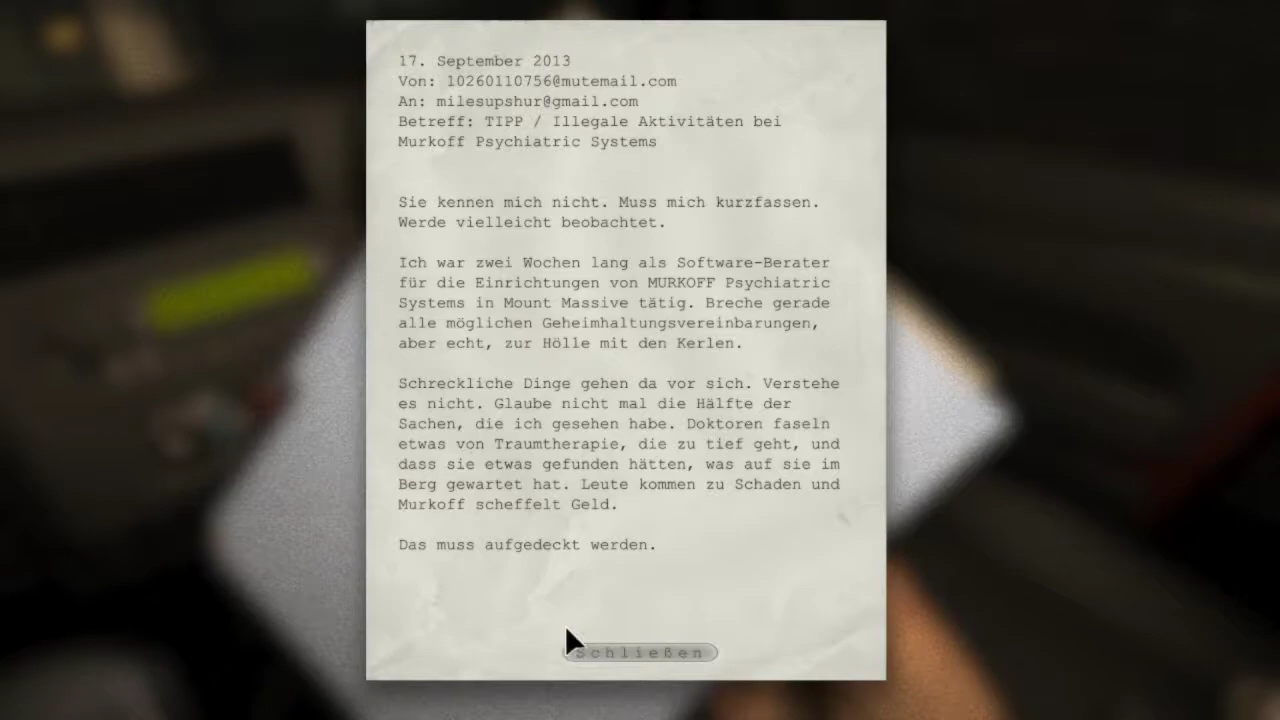 17. September 2013
Von: 10260110756@mutemail.com
An: milesupshur@gmail.com
Betreff: TIPP / Illegale Aktivitäten bei
Murkoff Psychiatric Systems
Sie kennen mich nicht. Muss mich kurzfassen.
Werde vielleicht beobachtet.
Ich war zwei Wochen lang als Software-Berater
für die Einrichtungen von MURKOFF Psychiatric
Systems in Mount Massive tätig. Breche gerade
alle möglichen Geheimhaltungsvereinbarungen,
aber echt, zur Hölle mit den Kerlen.
Schreckliche Dinge gehen da vor sich. Verstehe
es nicht. Glaube nicht mal die Hälfte der
Sachen, die ich gesehen habe. Doktoren faseln
etwas von Traumtherapie, die zu tief geht, und
dass sie etwas gefunden hätten, was auf sie im
Berg gewartet hat. Leute kommen zu Schaden und
Murkoff scheffelt Geld.
Das muss aufgedeckt werden.
Schließen